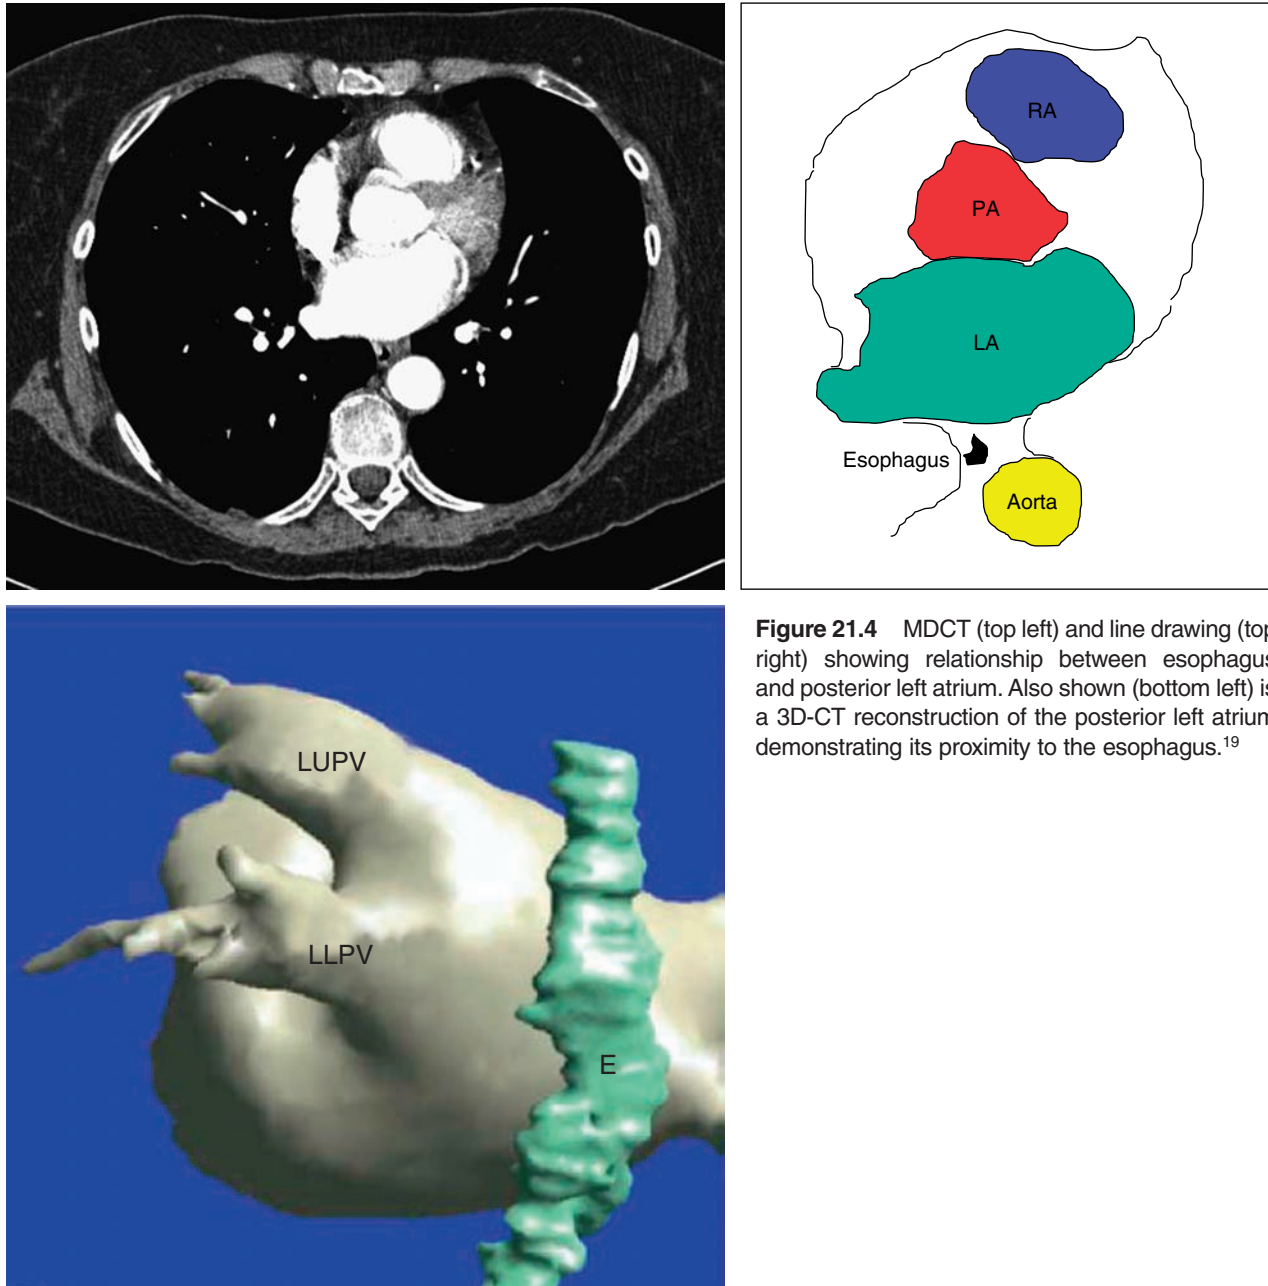 RA
PA
LA
Esophagus
Aorta
Figure 21.4 MDCT (top left) and line drawing (top
right) showing relationship between esophagus
and posterior left atrium. Also shown (bottom left) is
a 3D-CT reconstruction of the posterior left atrium
demonstrating its proximity to the esophagus.19
LUPV
LLPV
E